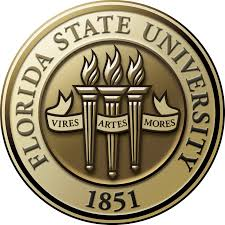 FLORIDA STATE UNIVERSITY
VIRES ARTES MORES
1851